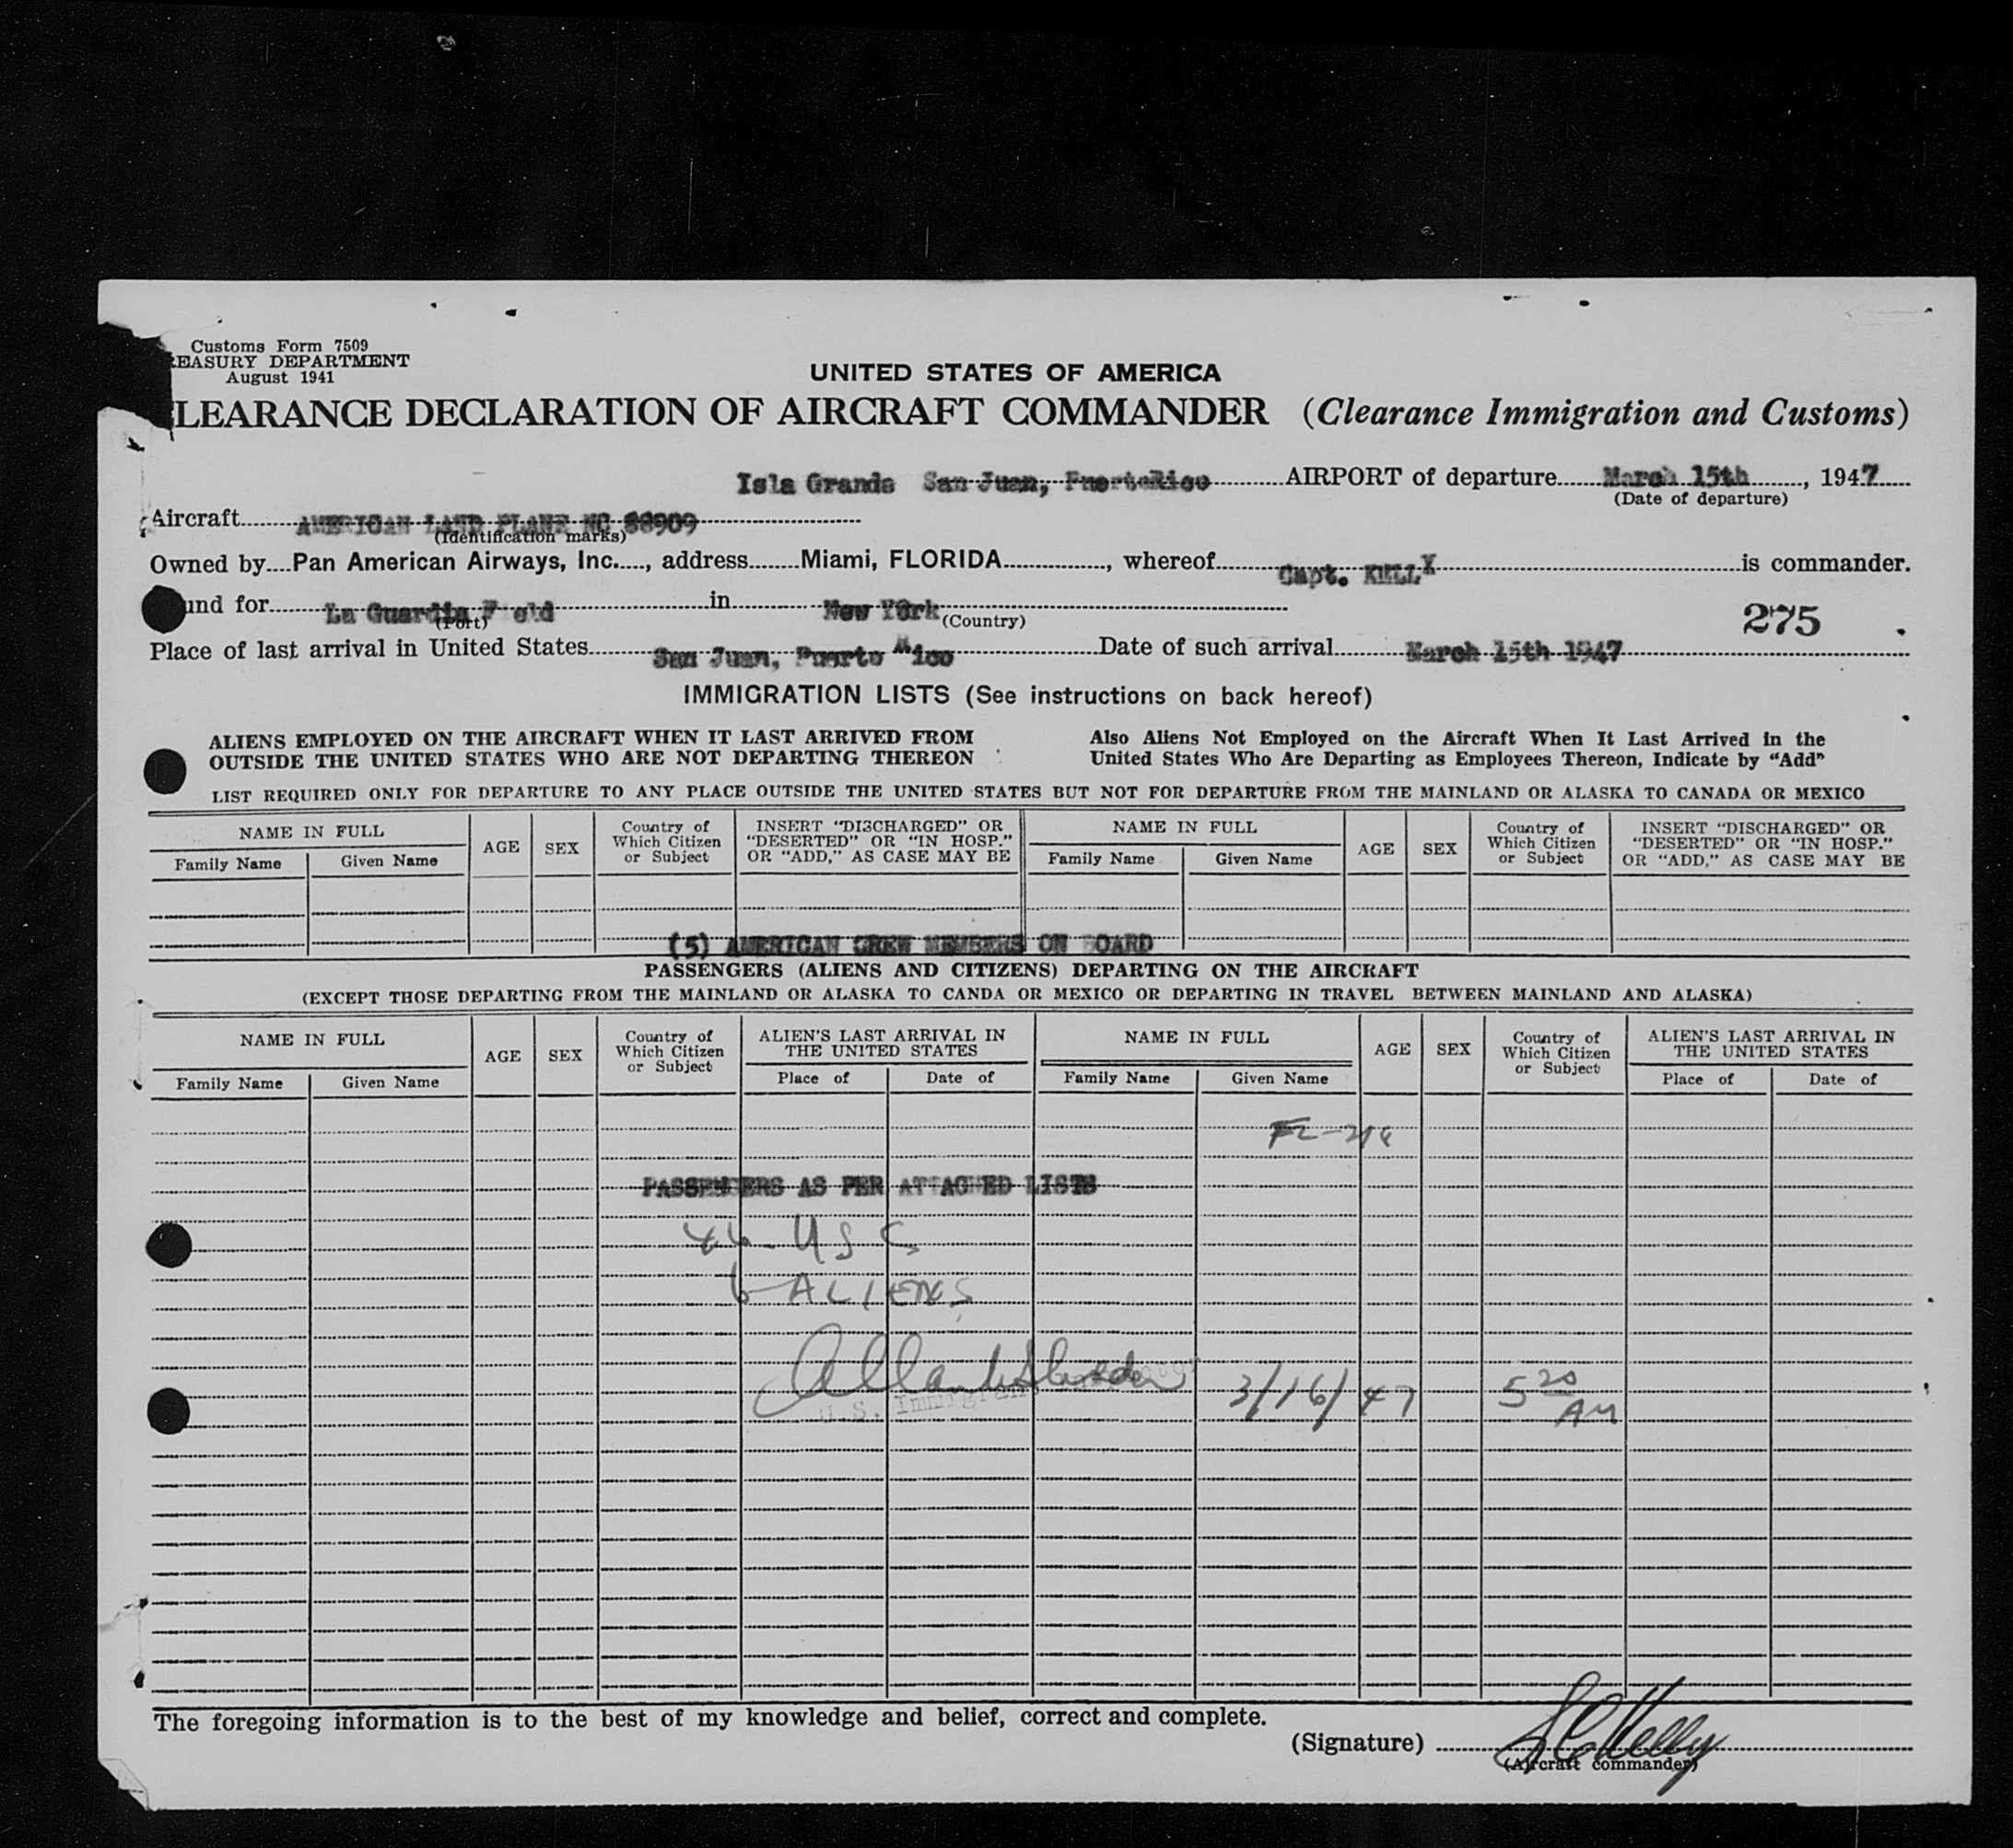 Customs Form 7509
REASURY DEPARTMENT
August 1941
UNITED STATES OF AMERICA
LEARANCE DECLARATION OF AIRCRAFT COMMANDER (Clearance Immigration and Customs)
Isla Grande San Juan, PuertoRico AIRPORT of departure March 15th, 1947
(Date of departure)
Aircraft AMERICAN LAND PLANE NC 88909
(Identification marks)
Owned by Pan American Airways, Inc., address Miami, FLORIDA, whereof Capt. KELLY is commander.
und for La Guardia Field in New York
(Port) (Country)
275
Place of last arrival in United States San Juan, Puerto Rico Date of such arrival March 15th 1947
IMMIGRATION LISTS (See instructions on back hereof)
ALIENS EMPLOYED ON THE AIRCRAFT WHEN IT LAST ARRIVED FROM
OUTSIDE THE UNITED STATES WHO ARE NOT DEPARTING THEREON
Also Aliens Not Employed on the Aircraft When It Last Arrived in the
United States Who Are Departing as Employees Thereon, Indicate by "Add"
LIST REQUIRED ONLY FOR DEPARTURE TO ANY PLACE OUTSIDE THE UNITED STATES BUT NOT FOR DEPARTURE FROM THE MAINLAND OR ALASKA TO CANADA OR MEXICO
NAME IN FULL
Family Name Given Name
AGE
SEX
Country of
Which Citizen
or Subject
INSERT "DISCHARGED" OR
"DESERTED" OR "IN HOSP."
OR "ADD," AS CASE MAY BE
NAME IN FULL
Family Name Given Name
AGE
SEX
Country of
Which Citizen
or Subject
INSERT "DISCHARGED" OR
"DESERTED" OR "IN HOSP."
OR "ADD," AS CASE MAY BE
(5) AMERICAN CREW MEMBERS ON BOARD
PASSENGERS (ALIENS AND CITIZENS) DEPARTING ON THE AIRCRAFT
(EXCEPT THOSE DEPARTING FROM THE MAINLAND OR ALASKA TO CANDA OR MEXICO OR DEPARTING IN TRAVEL BETWEEN MAINLAND AND ALASKA)
NAME IN FULL
Family Name Given Name
AGE
SEX
Country of
Which Citizen
or Subject
ALIEN'S LAST ARRIVAL IN
THE UNITED STATES
Place of Date of
NAME IN FULL
Family Name Given Name
AGE
SEX
Country of
Which Citizen
or Subject
ALIEN'S LAST ARRIVAL IN
THE UNITED STATES
Place of Date of
PASSENGERS AS PER ATTACHED LISTS
46 - USC
6 ALIENS
U.S. Immigrant
3/16/47 5 20 AM
The foregoing information is to the best of my knowledge and belief, correct and complete.
(Signature) Kelly
(Aircraft commander)